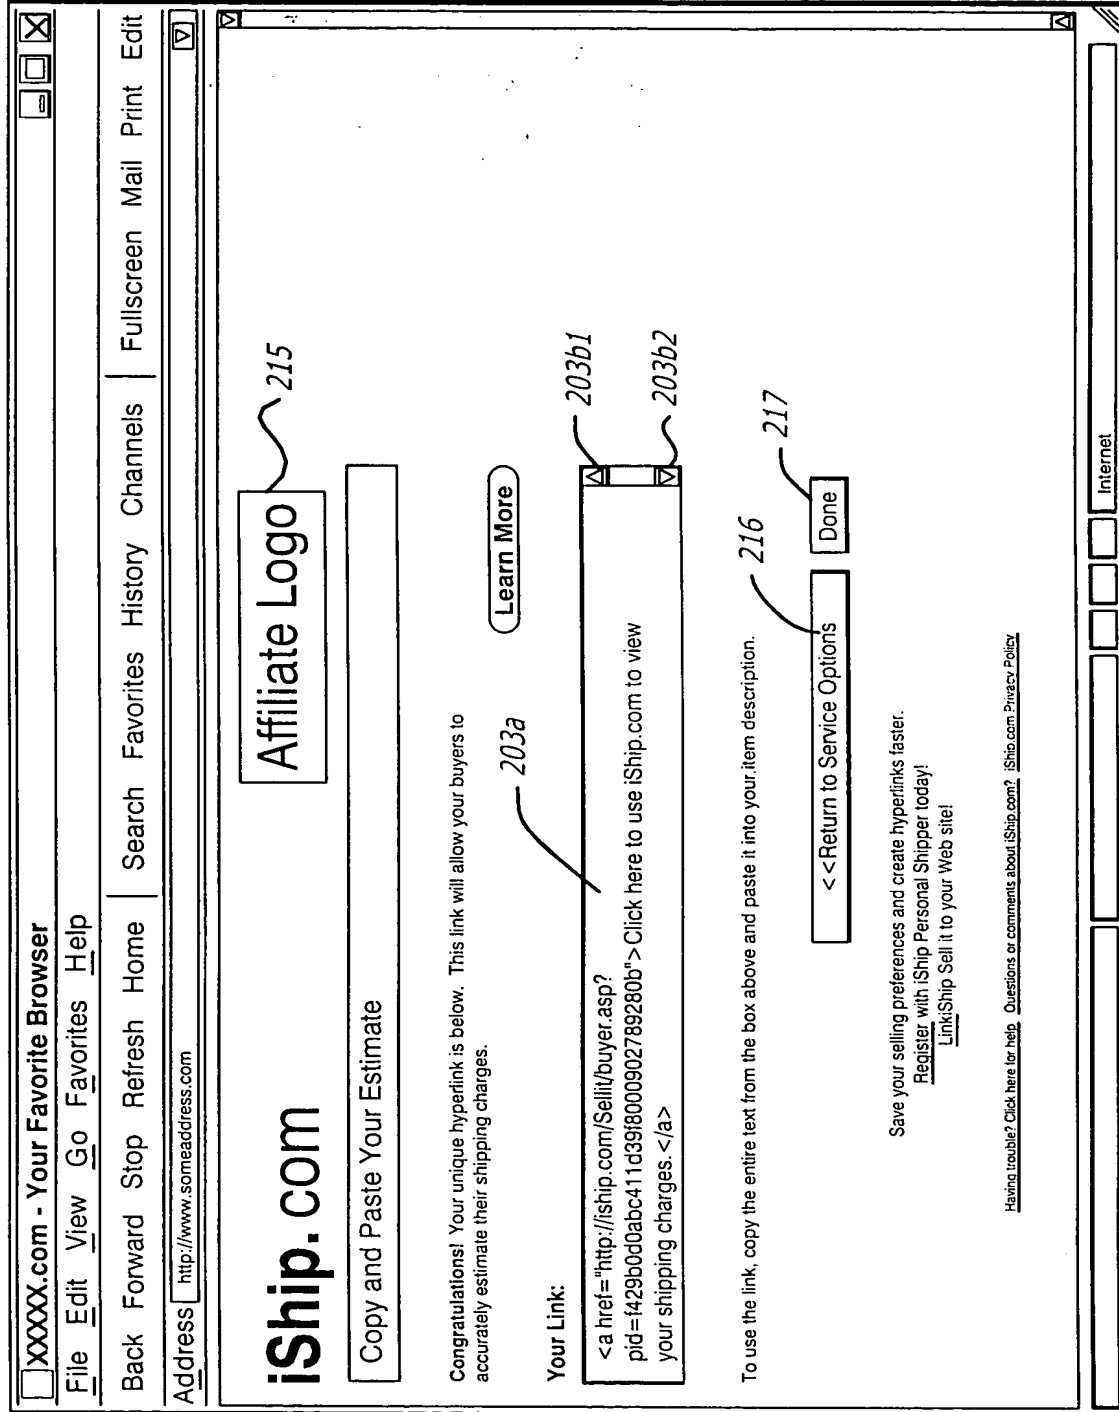 XXXXX.com - Your Favorite Browser
File Edit View Go Favorites Help
Back Forward Stop Refresh Home Search Favorites History Channels Fullscreen Mail Print Edit
Address http://www.someaddress.com
iShip.com
Affiliate Logo
215
Copy and Paste Your Estimate
Congratulations! Your unique hyperlink is below. This link will allow your buyers to
accurately estimate their shipping charges.
Learn More
Your Link:
203a
203b1
<a href="http://iship.com/Sellit/buyer.asp?
pid=f429b0d0abc411d39f8000902789280b">Click here to use iShip.com to view
your shipping charges.</a>
203b2
To use the link, copy the entire text from the box above and paste it into your item description.
216
217
<<Return to Service Options
Done
Save your selling preferences and create hyperlinks faster.
Register with iShip Personal Shipper today!
LinkiShip Sell it to your Web site!
Having trouble? Click here for help Questions or comments about iShip.com? iShip.com Privacy Policy
Internet